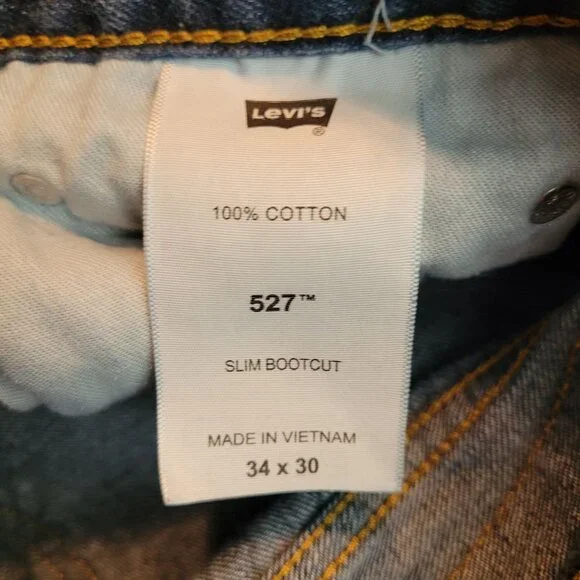 Levi's
®
100% COTTON
527™
SLIM BOOTCUT
MADE IN VIETNAM
34 x 30